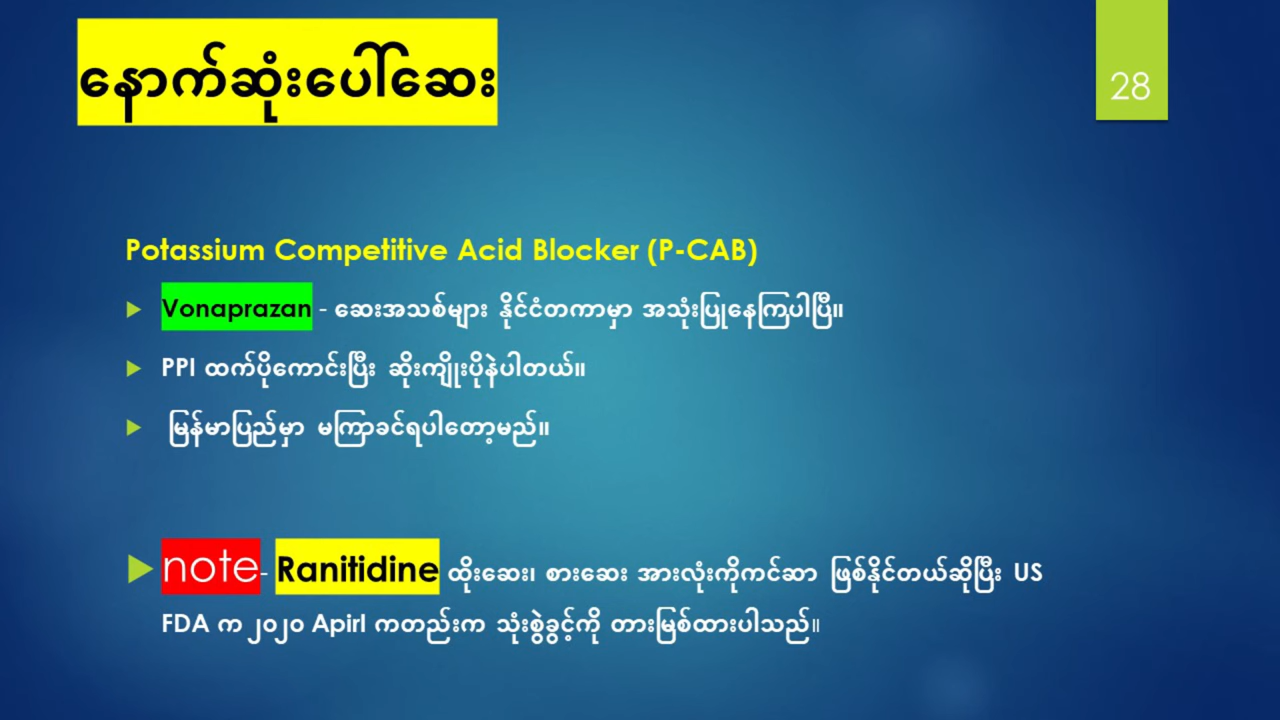 နောက်ဆုံးပေါ်ဆေး
28
Potassium Competitive Acid Blocker (P-CAB)
Vonaprazan - ဆေးအသစ်များ နိုင်ငံတကာမှာ အသုံးပြုနေကြပါပြီ။
PPI ထက်ပိုကောင်းပြီး ဆိုးကျိုးပိုနဲပါတယ်။
မြန်မာပြည်မှာ မကြာခင်ရပါတော့မည်။
note- Ranitidine ထိုးဆေး၊ စားဆေး အားလုံးကိုကင်ဆာ ဖြစ်နိုင်တယ်ဆိုပြီး US
FDA က ၂၀၂၀ Apirl ကတည်းက သုံးစွဲခွင့်ကို တားမြစ်ထားပါသည်။